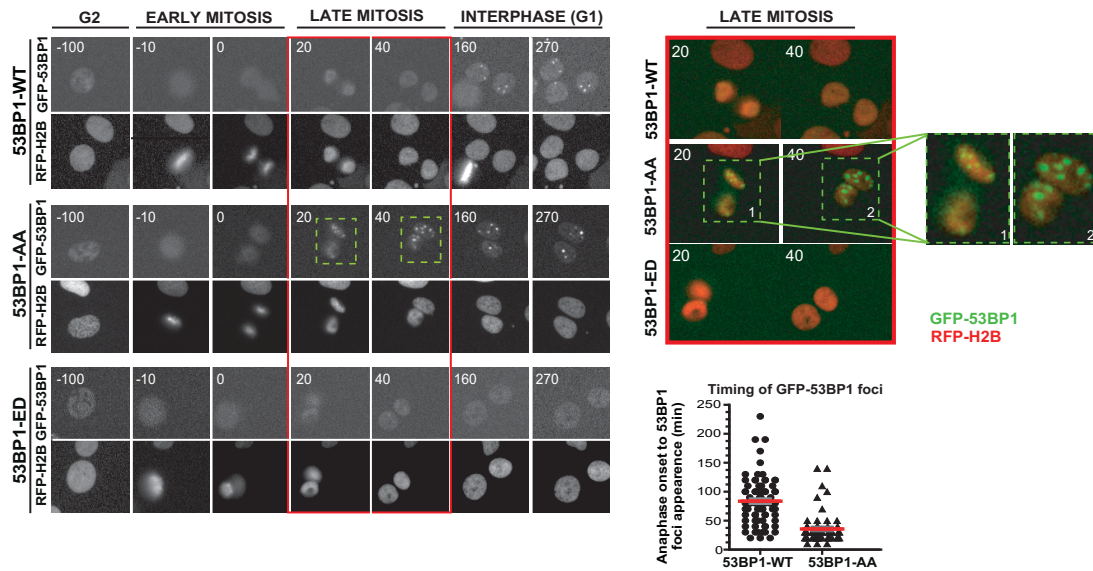 G2 EARLY MITOSIS LATE MITOSIS INTERPHASE (G1)
53BP1-WT
GFP-53BP1
-100 -10 0 20 40 160 270
RFP-H2B
53BP1-AA
GFP-53BP1
-100 -10 0 20 40 160 270
RFP-H2B
53BP1-ED
GFP-53BP1
-100 -10 0 20 40 160 270
RFP-H2B
LATE MITOSIS
53BP1-WT
20 40
53BP1-AA
20 40
1 2
1 2
53BP1-ED
20 40
GFP-53BP1
RFP-H2B
Timing of GFP-53BP1 foci
Anaphase onset to 53BP1
foci appearence (min)
250
200
150
100
50
0
53BP1-WT 53BP1-AA